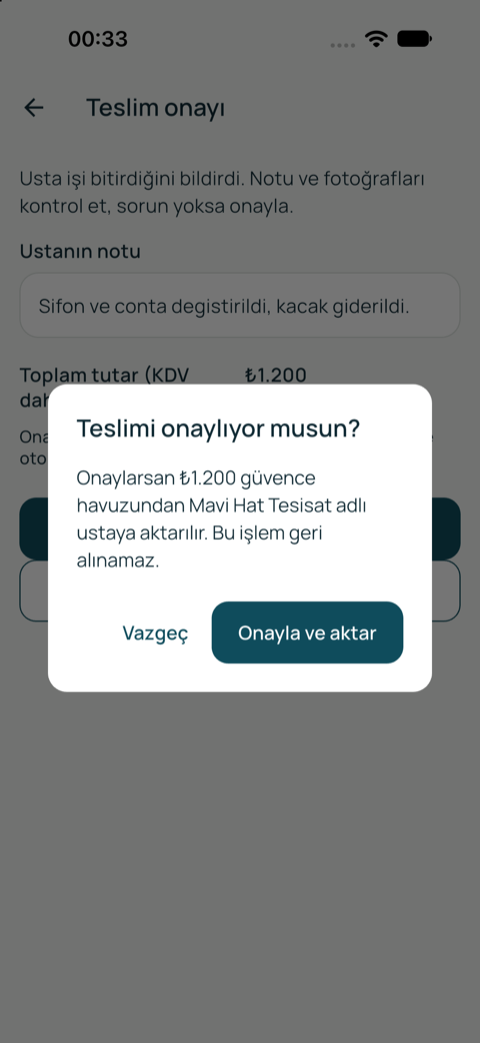 00:33
Teslim onayı
Usta işi bitirdiğini bildirdi. Notu ve fotoğrafları
kontrol et, sorun yoksa onayla.
Ustanın notu
Sifon ve conta degistirildi, kacak giderildi.
Toplam tutar (KDV
₺1.200
Teslimi onaylıyor musun?
Onaylarsan ₺1.200 güvence
havuzundan Mavi Hat Tesisat adlı
ustaya aktarılır. Bu işlem geri
alınamaz.
Vazgeç
Onayla ve aktar